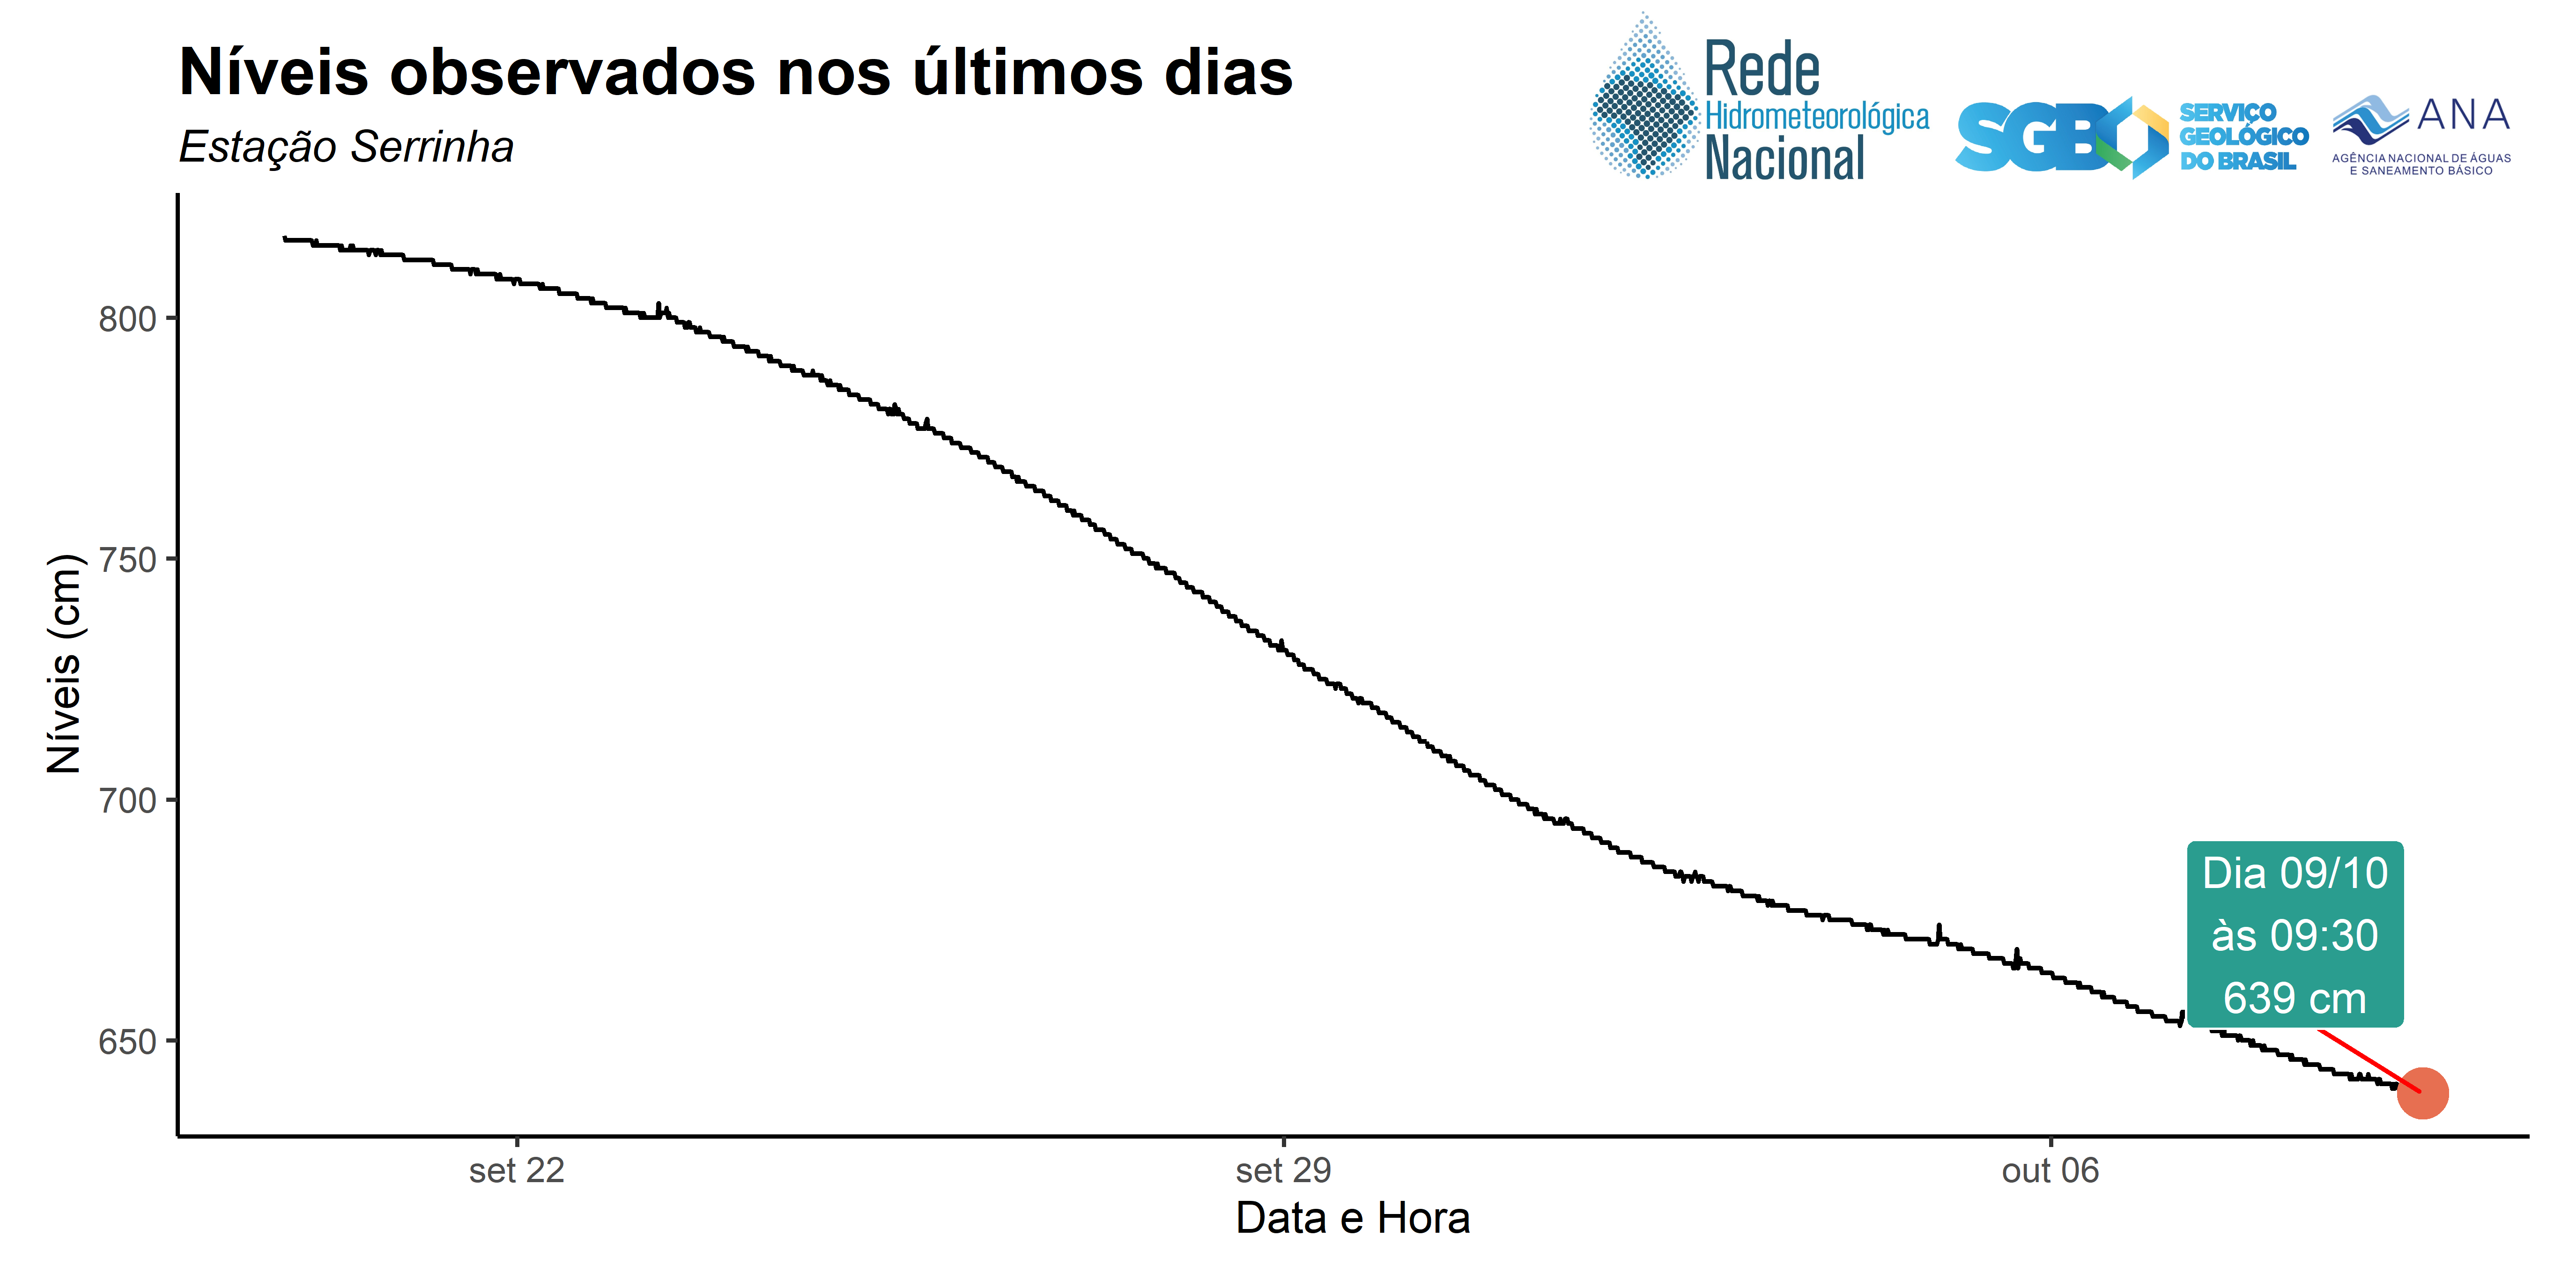 Níveis observados nos últimos dias
Estação Serrinha
Rede
Hidrometeorológica
Nacional
SGB
SERVIÇO
GEOLÓGICO
DO BRASIL
ANA
AGÊNCIA NACIONAL DE ÁGUAS
E SANEAMENTO BÁSICO
Níveis (cm)
800
750
700
650
Dia 09/10
às 09:30
639 cm
set 22
set 29
out 06
Data e Hora